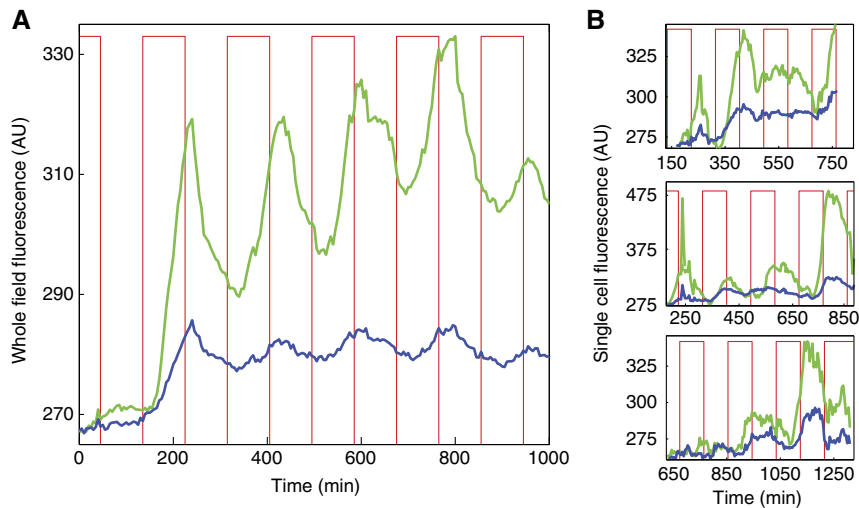 A
Whole field fluorescence (AU)
330
310
290
270
0 200 400 600 800 1000
Time (min)
B
Single cell fluorescence (AU)
325
300
275
150 350 550 750
475
375
275
250 450 650 850
325
300
275
650 850 1050 1250
Time (min)